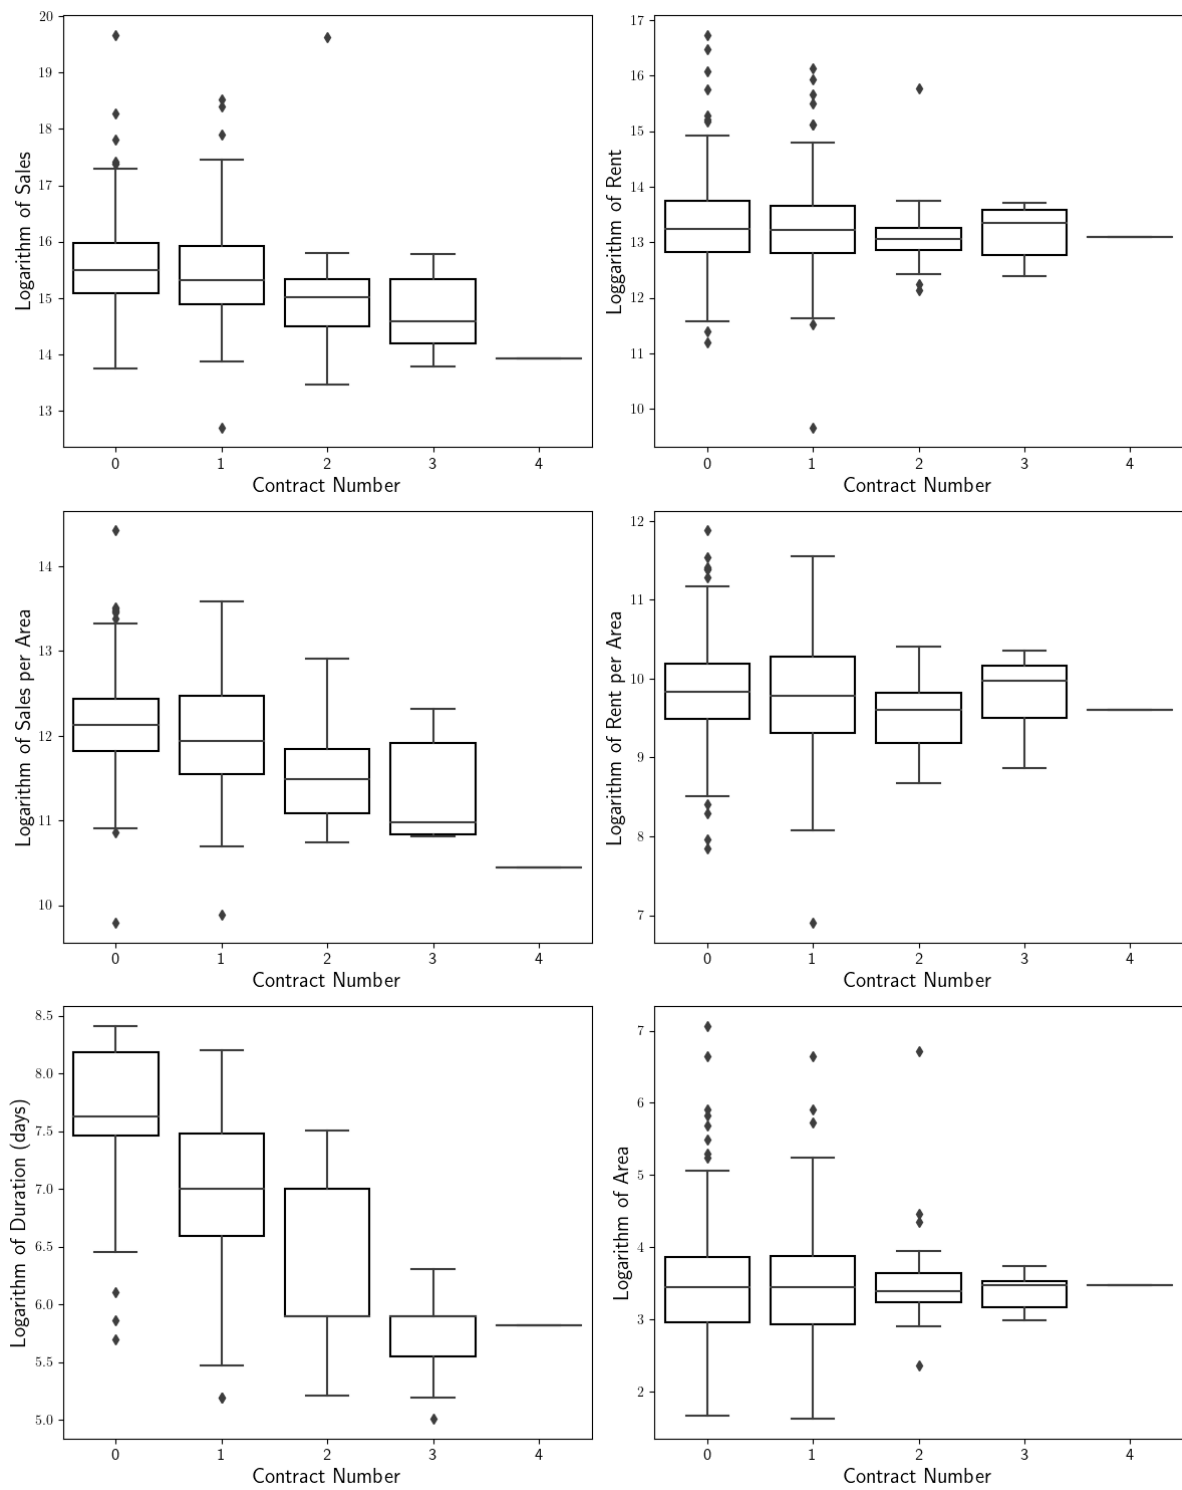 20
19
18
17
16
15
14
13
Logarithm of Sales
0 1 2 3 4
Contract Number
17
16
15
14
13
12
11
10
Loggarithm of Rent
0 1 2 3 4
Contract Number
14
13
12
11
10
Logarithm of Sales per Area
0 1 2 3 4
Contract Number
12
11
10
9
8
7
Logarithm of Rent per Area
0 1 2 3 4
Contract Number
8.5
8.0
7.5
7.0
6.5
6.0
5.5
5.0
Logarithm of Duration (days)
0 1 2 3 4
Contract Number
7
6
5
4
3
2
Logarithm of Area
0 1 2 3 4
Contract Number